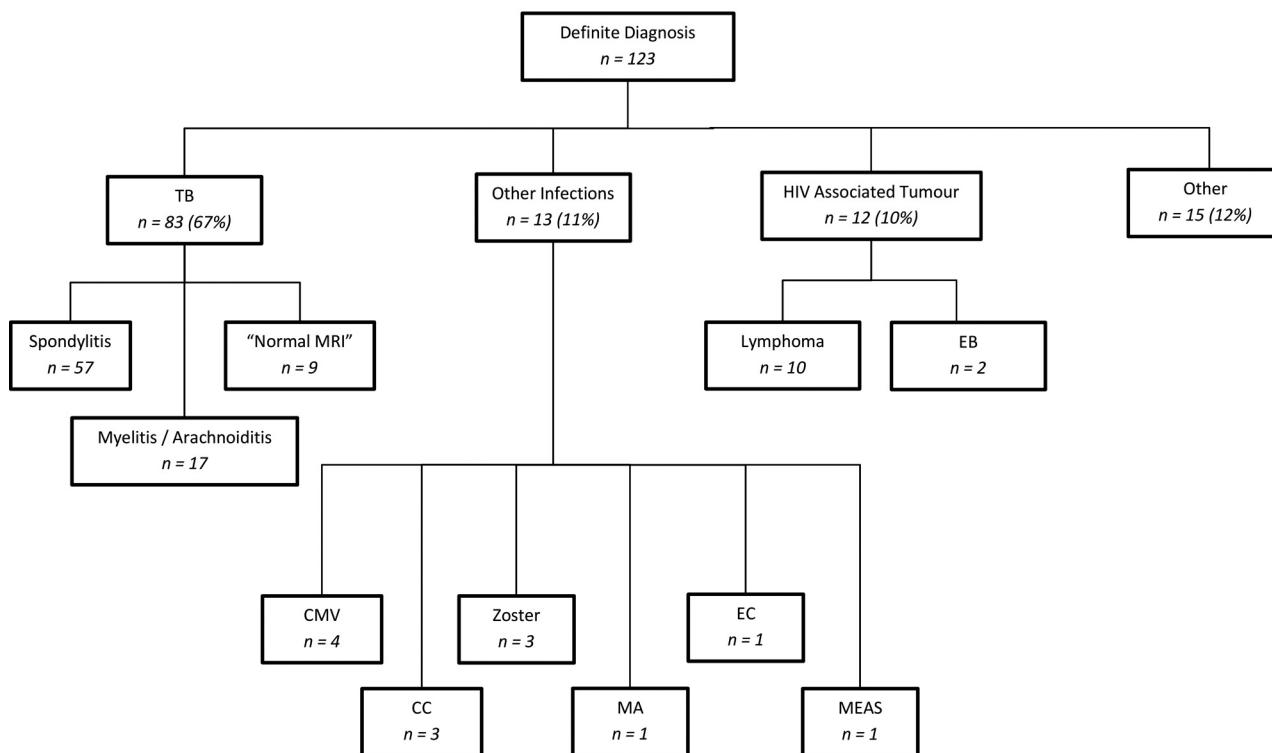 Definite Diagnosis
n = 123
TB
n = 83 (67%)
Other Infections
n = 13 (11%)
HIV Associated Tumour
n = 12 (10%)
Other
n = 15 (12%)
Spondylitis
n = 57
“Normal MRI”
n = 9
Lymphoma
n = 10
EB
n = 2
Myelitis / Arachnoiditis
n = 17
CMV
n = 4
Zoster
n = 3
EC
n = 1
CC
n = 3
MA
n = 1
MEAS
n = 1